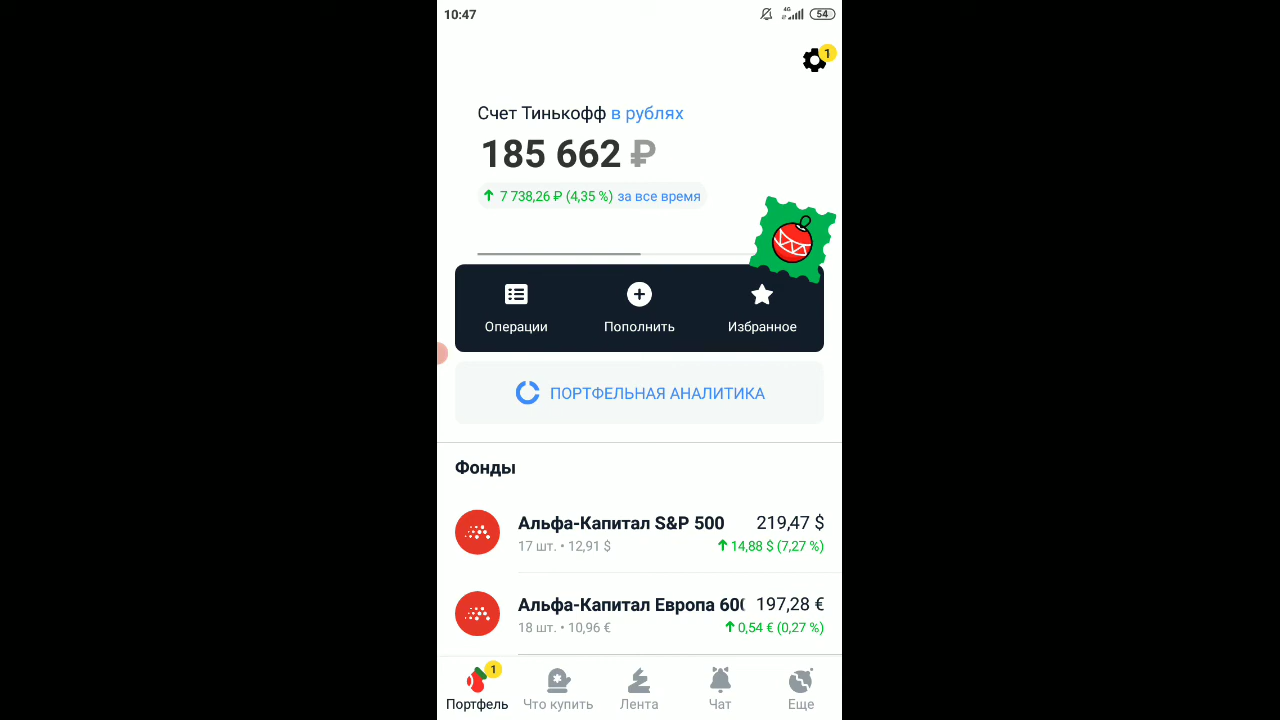 10:47
4G
54
1
Счет Тинькофф в рублях
185 662 ₽
7 738,26 ₽ (4,35 %) за все время
Операции
Пополнить
Избранное
ПОРТФЕЛЬНАЯ АНАЛИТИКА
Фонды
Альфа-Капитал S&P 500
219,47 $
17 шт. • 12,91 $
14,88 $ (7,27 %)
Альфа-Капитал Европа 600
197,28 €
18 шт. • 10,96 €
0,54 € (0,27 %)
1
Портфель
Что купить
Лента
Чат
Еще